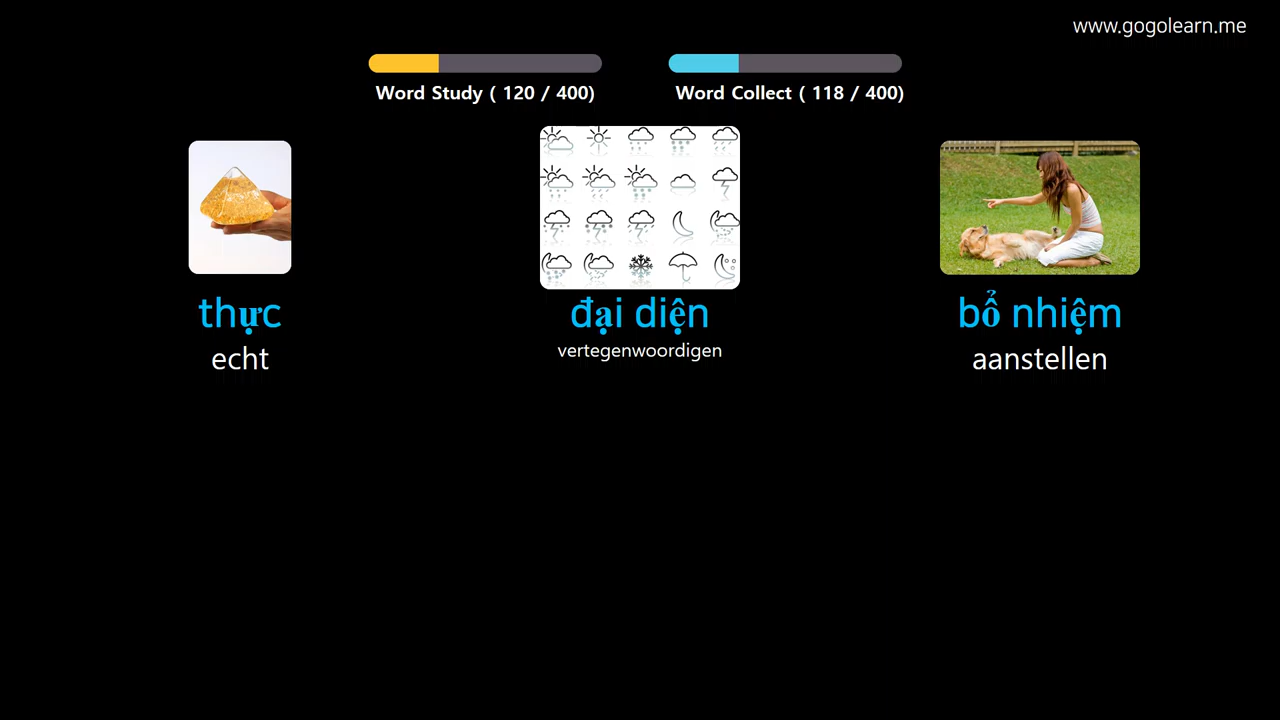 www.gogolearn.me
Word Study ( 120 / 400)
Word Collect ( 118 / 400)
thực
echt
đại diện
vertegenwoordigen
bổ nhiệm
aanstellen